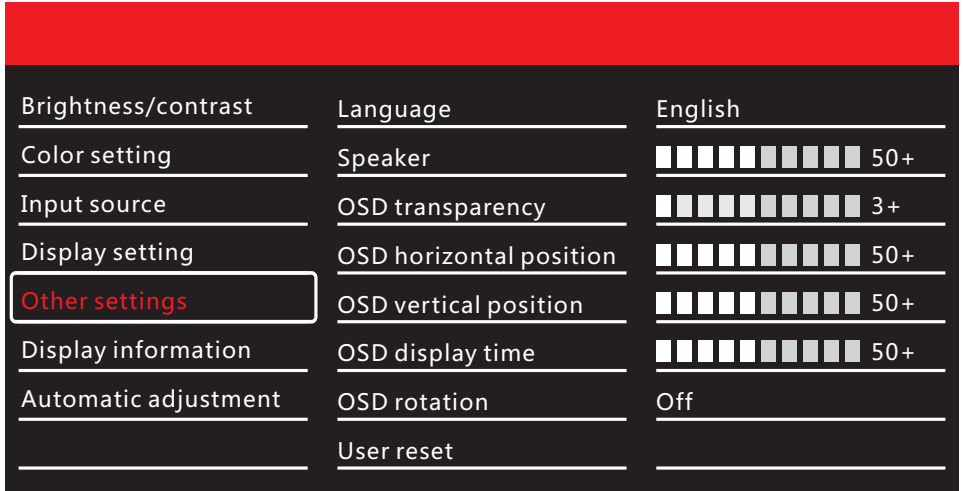 Brightness/contrast Language English
Color setting Speaker 50+
Input source OSD transparency 3+
Display setting OSD horizontal position 50+
Other settings OSD vertical position 50+
Display information OSD display time 50+
Automatic adjustment OSD rotation Off
User reset